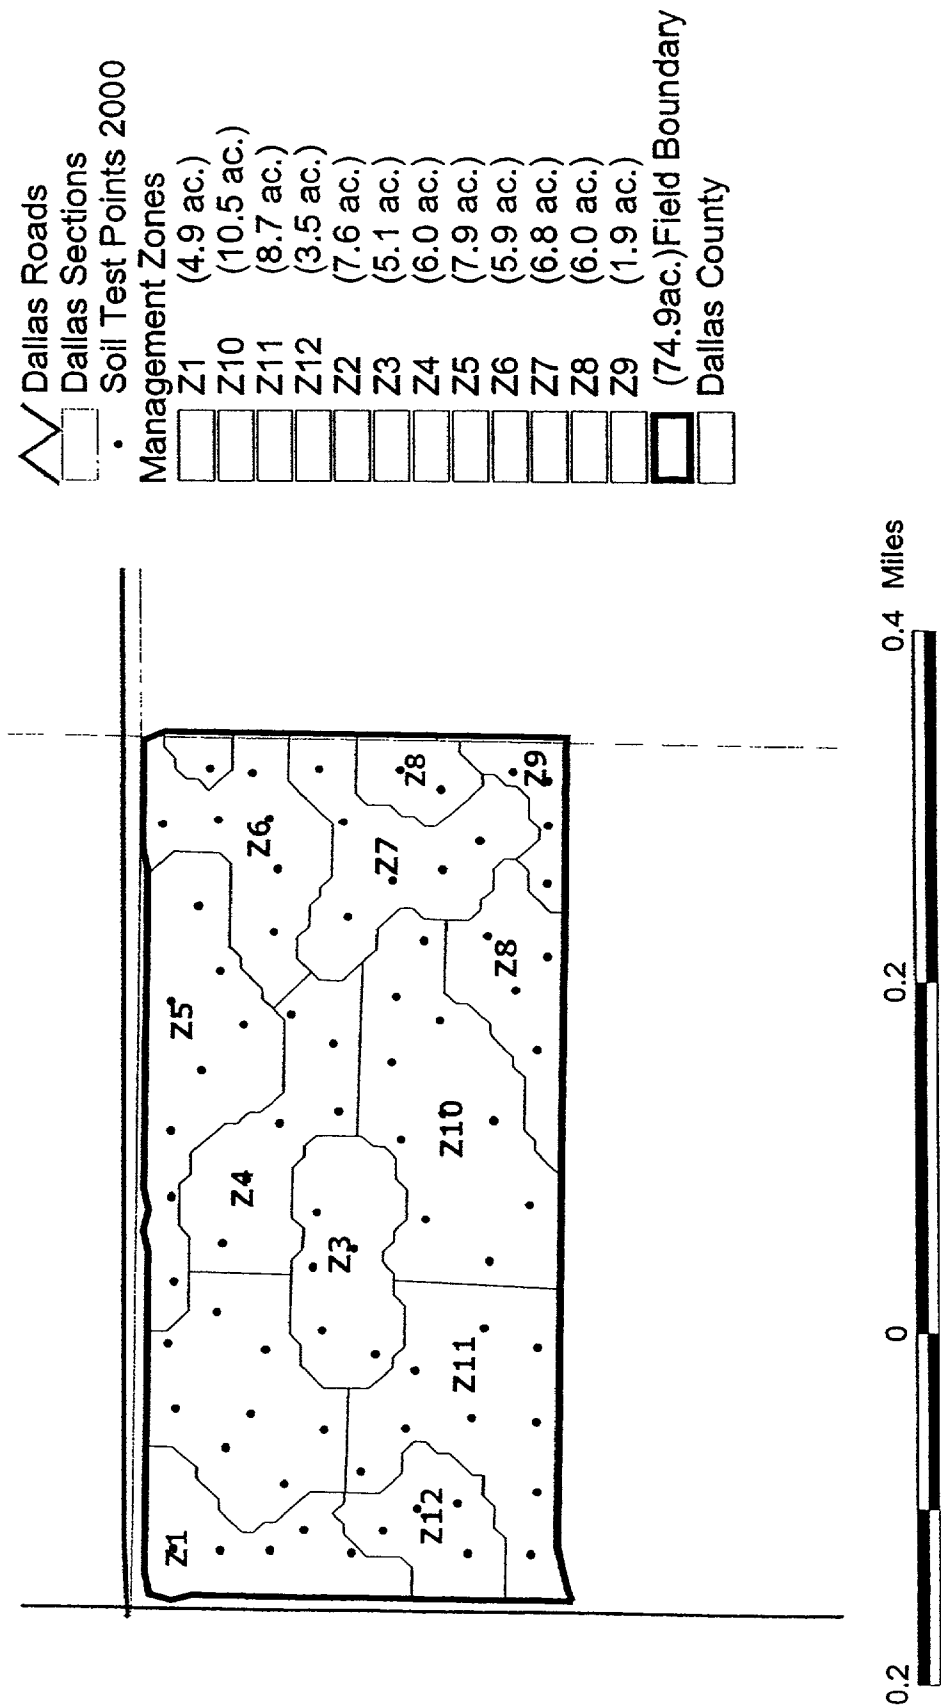 Dallas Roads
Dallas Sections
Soil Test Points 2000
Management Zones
Z1 (4.9 ac.)
Z10 (10.5 ac.)
Z11 (8.7 ac.)
Z12 (3.5 ac.)
Z2 (7.6 ac.)
Z3 (5.1 ac.)
Z4 (6.0 ac.)
Z5 (7.9 ac.)
Z6 (5.9 ac.)
Z7 (6.8 ac.)
Z8 (6.0 ac.)
Z9 (1.9 ac.)
(74.9ac.)Field Boundary
Dallas County
Z1
Z5
Z4
Z6
Z3
Z7
Z8
Z12
Z11
Z10
Z8
Z9
0.2 0 0.2 0.4 Miles